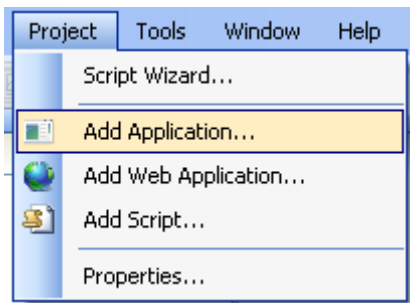 Project Tools Window Help
Script Wizard...
Add Application...
Add Web Application...
Add Script...
Properties...